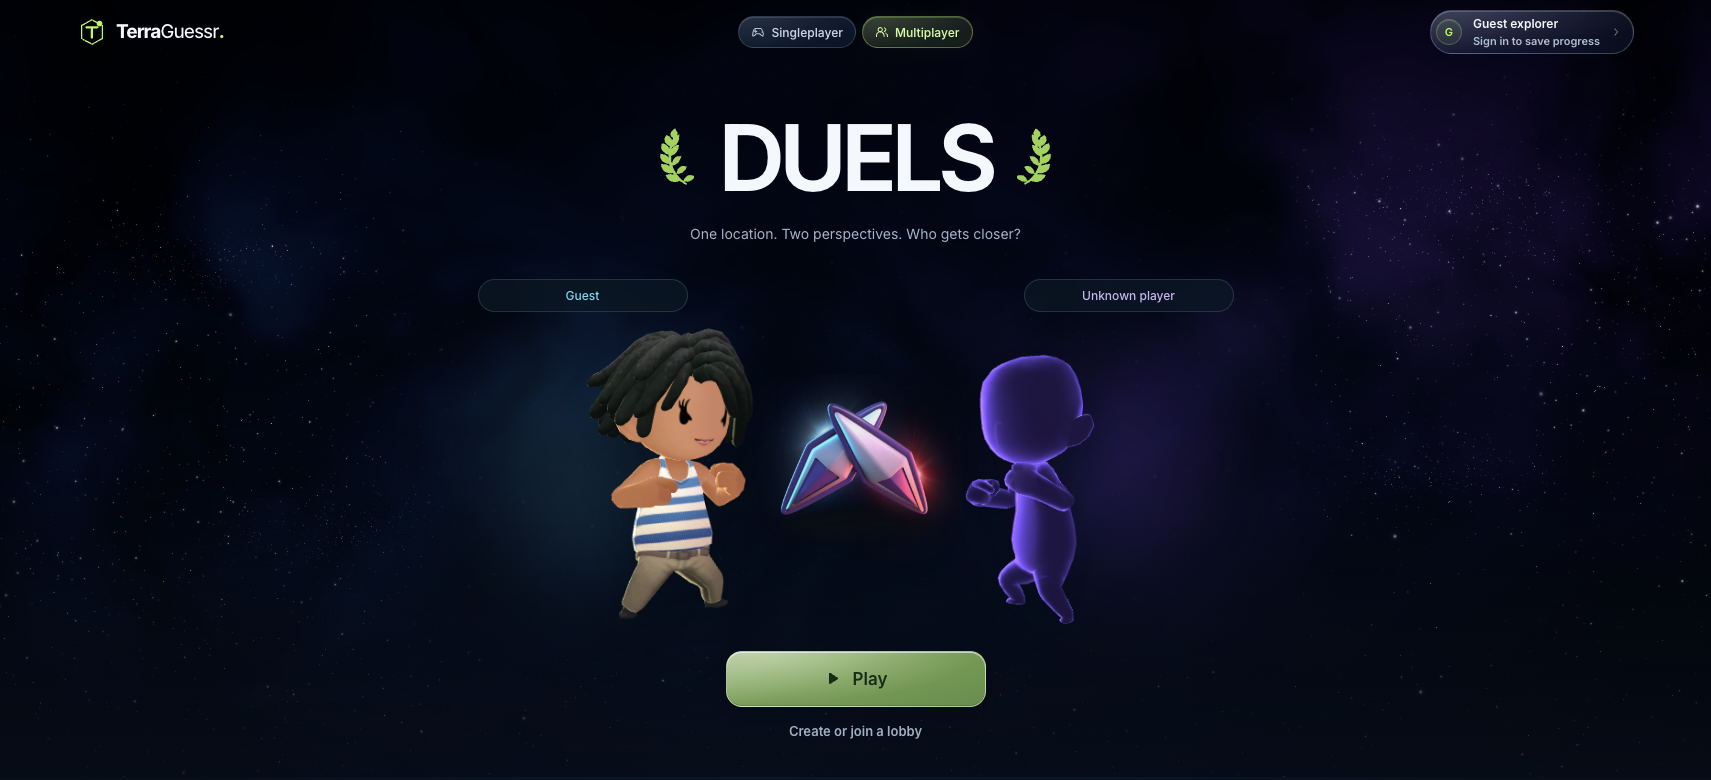 TerraGuessr.
Singleplayer
Multiplayer
G
Guest explorer
Sign in to save progress
DUELS
One location. Two perspectives. Who gets closer?
Guest
Unknown player
Play
Create or join a lobby